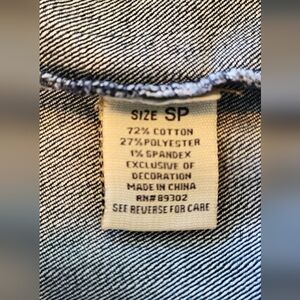 SIZE SP
72% COTTON
27% POLYESTER
1% SPANDEX
EXCLUSIVE OF
DECORATION
MADE IN CHINA
RN# 89302
SEE REVERSE FOR CARE